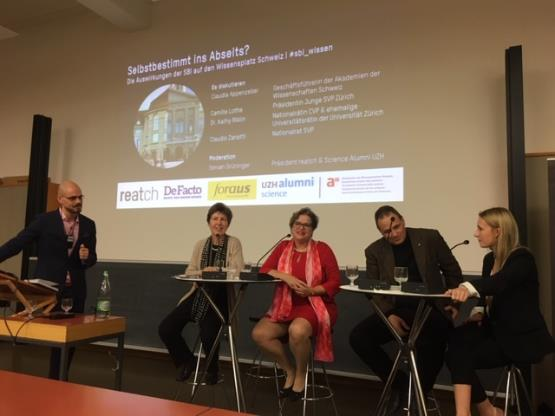 Selbstbestimmt ins Abseits?
Die Auswirkungen der SBI auf den Wissensplatz Schweiz | #sbi_wissen
Es diskutieren
Claudia Appenzeller
Geschäftsführerin der Akademien der
Wissenschaften Schweiz
Camille Lothe
Präsidentin Junge SVP Zürich
Dr. Kathy Riklin
Nationalrätin CVP & ehemalige
Universitätsrätin der Universität Zürich
Claudio Zanetti
Nationalrat SVP
Moderation
Servan Grüninger
Präsident reatch & Science Alumni UZH
reatch
DeFacto
foraus
UZH alumni
science
a+